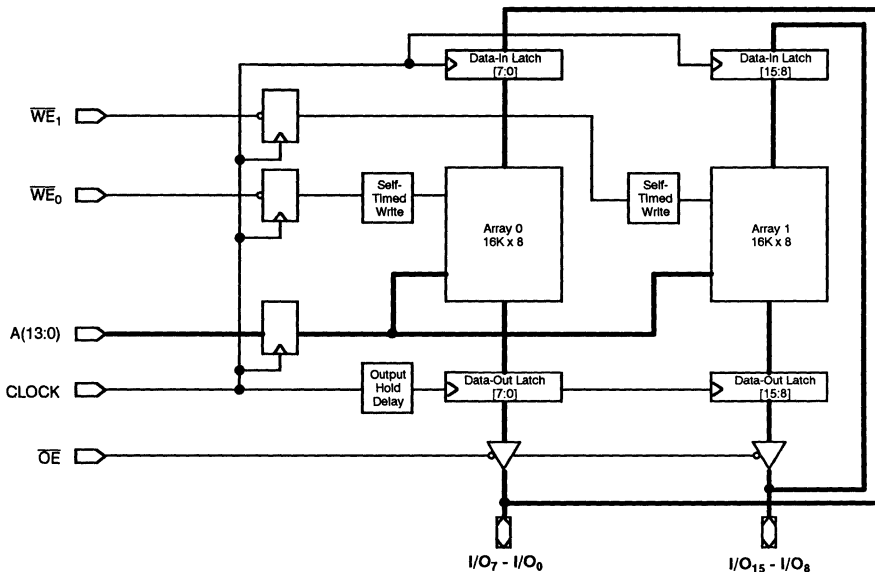 Data-In Latch
[7:0]
Data-In Latch
[15:8]
WE1
WE0
Self-
Timed
Write
Array 0
16K x 8
Self-
Timed
Write
Array 1
16K x 8
A(13:0)
CLOCK
Output
Hold
Delay
Data-Out Latch
[7:0]
Data-Out Latch
[15:8]
OE
I/O7 - I/O0
I/O15 - I/O8